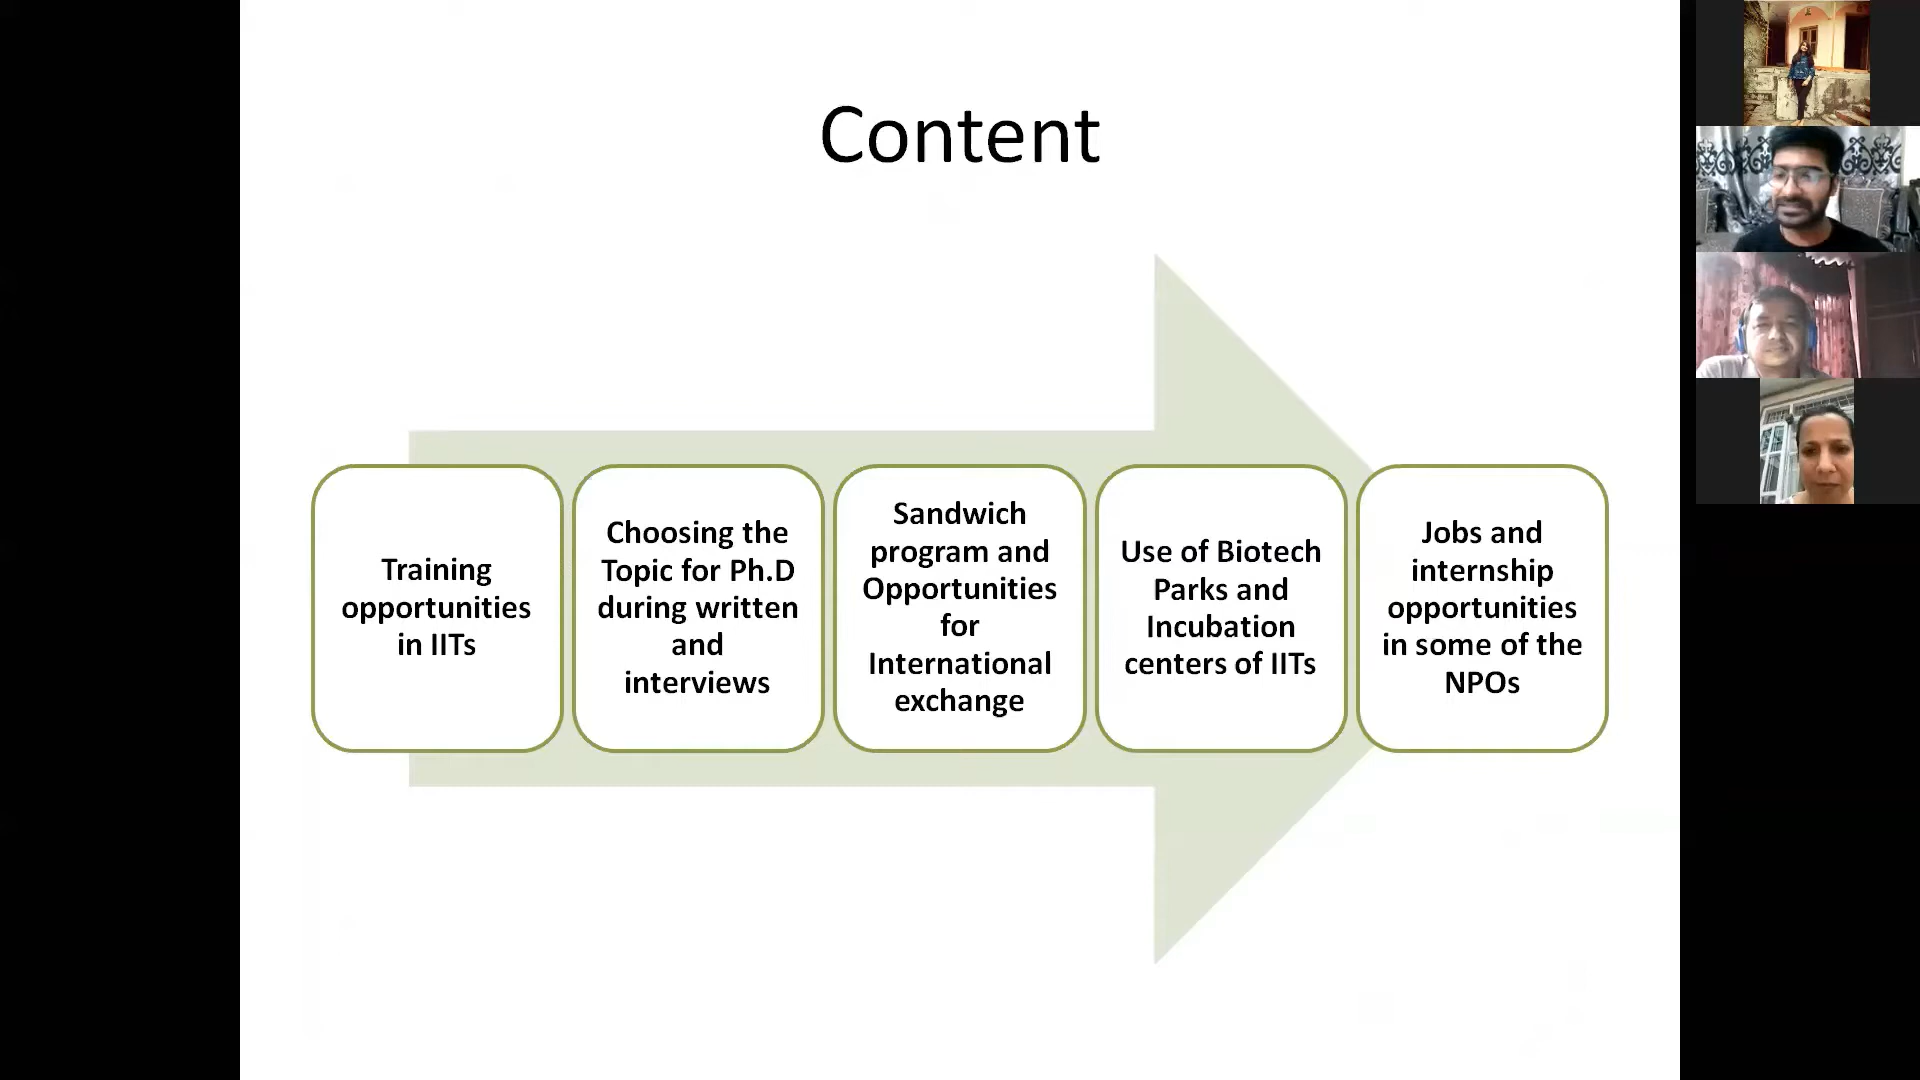 Content
Training
opportunities
in IITs
Choosing the
Topic for Ph.D
during written
and
interviews
Sandwich
program and
Opportunities
for
International
exchange
Use of Biotech
Parks and
Incubation
centers of IITs
Jobs and
internship
opportunities
in some of the
NPOs